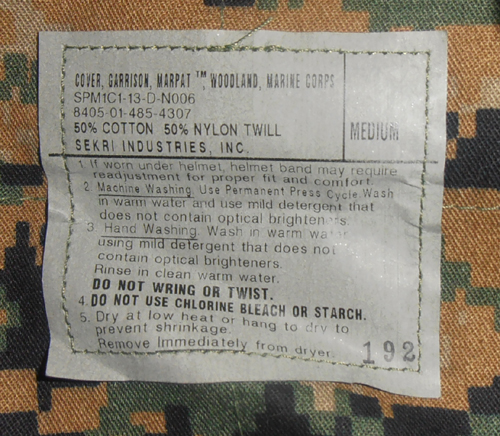 COVER, GARRISON, MARPAT ™, WOODLAND, MARINE CORPS
SPM1C1-13-D-N006
8405-01-485-4307
50% COTTON 50% NYLON TWILL
SEKRI INDUSTRIES, INC.
MEDIUM
1. If worn under helmet, helmet band may require
readjustment for proper fit and comfort.
2. Machine Washing. Use Permanent Press Cycle Wash
in warm water and use mild detergent that
does not contain optical brighteners.
3. Hand Washing. Wash in warm water
using mild detergent that does not
contain optical brighteners.
Rinse in clean warm water.
DO NOT WRING OR TWIST.
4. DO NOT USE CHLORINE BLEACH OR STARCH.
5. Dry at low heat or hang to dry to
prevent shrinkage.
Remove Immediately from dryer.
192